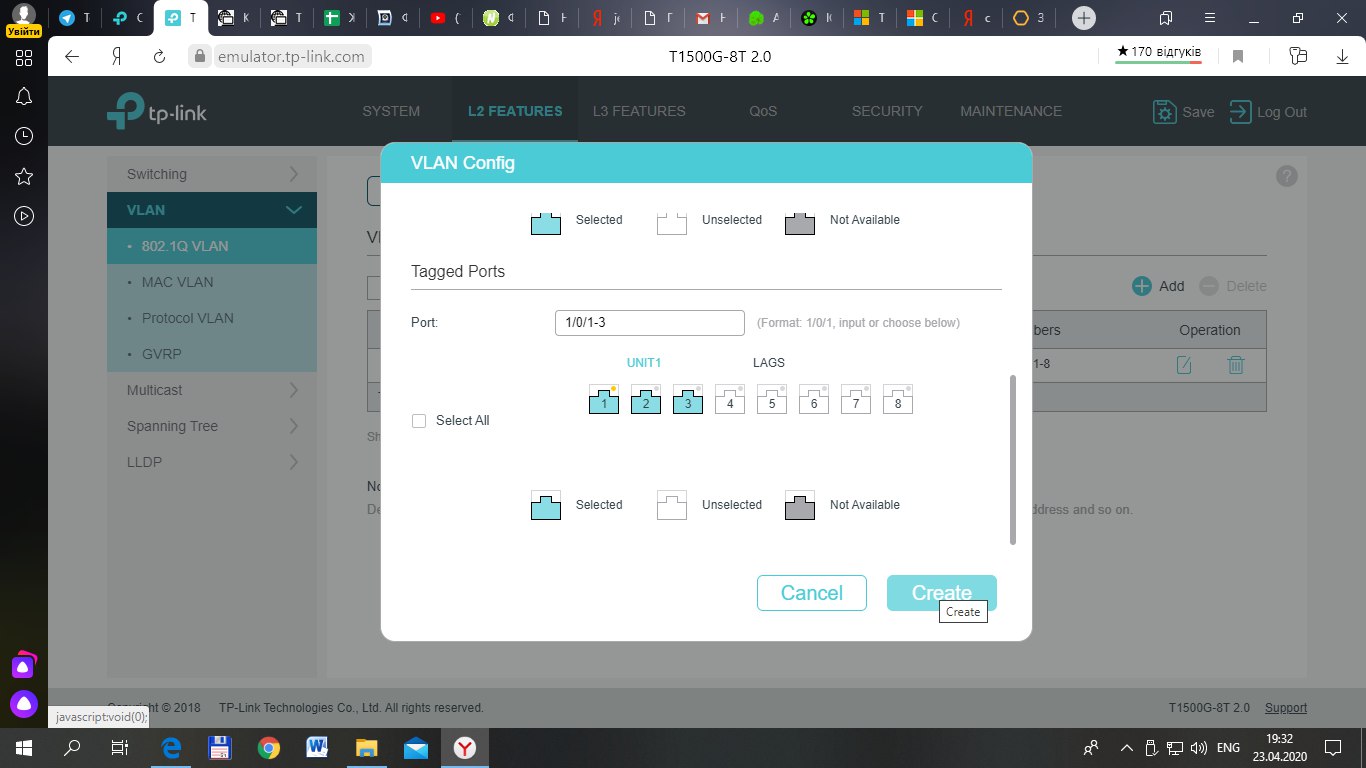 Увійти
emulator.tp-link.com
T1500G-8T 2.0
★170 відгуків
tp-link
SYSTEM
L2 FEATURES
L3 FEATURES
QoS
SECURITY
MAINTENANCE
Save
Log Out
VLAN Config
Switching
VLAN
802.1Q VLAN
MAC VLAN
Protocol VLAN
GVRP
Multicast
Spanning Tree
LLDP
Selected
Unselected
Not Available
Tagged Ports
Port:
1/0/1-3
(Format: 1/0/1, input or choose below)
UNIT1
LAGS
1 2 3 4 5 6 7 8
Select All
Selected
Unselected
Not Available
Cancel
Create
Create
Add
Delete
bers
Operation
1-8
ddress and so on.
javascript:void(0);
© 2018
TP-Link Technologies Co., Ltd. All rights reserved.
T1500G-8T 2.0
Support
ENG
19:32
23.04.2020